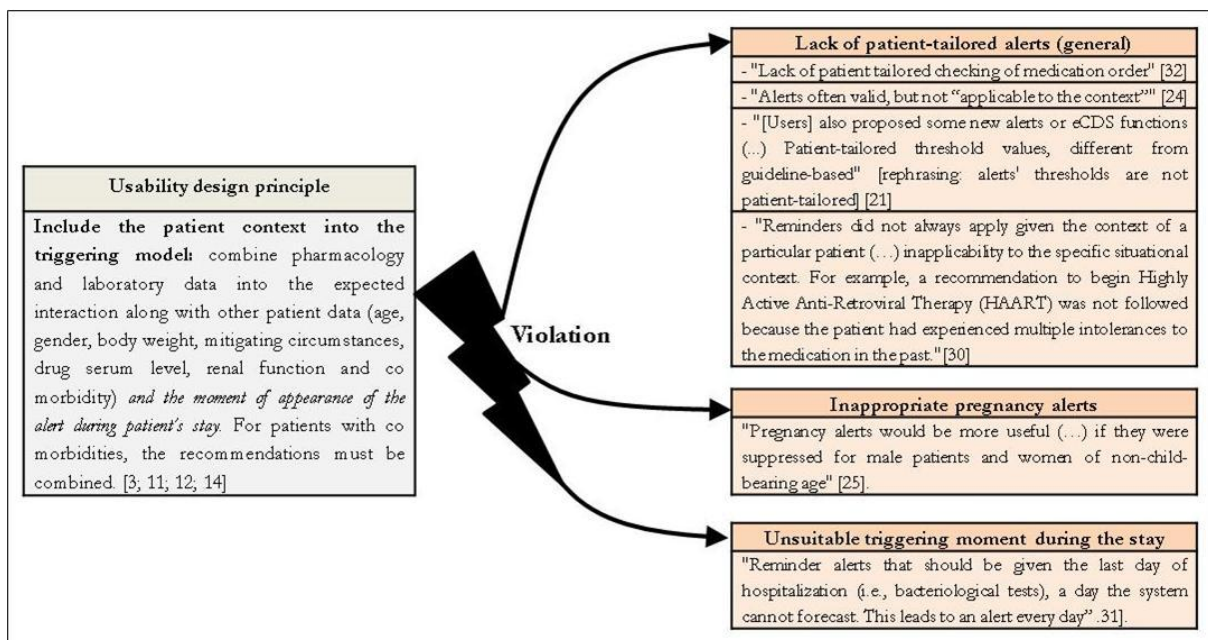 Usability design principle
Include the patient context into the
triggering model: combine pharmacology
and laboratory data into the expected
interaction along with other patient data (age,
gender, body weight, mitigating circumstances,
drug serum level, renal function and co
morbidity) and the moment of appearance of the
alert during patient's stay. For patients with co
morbidities, the recommendations must be
combined. [3; 11; 12; 14]
Violation
Lack of patient-tailored alerts (general)
- "Lack of patient tailored checking of medication order" [32]
- "Alerts often valid, but not “applicable to the context”" [24]
- "[Users] also proposed some new alerts or eCDS functions
(...) Patient-tailored threshold values, different from
guideline-based" [rephrasing: alerts' thresholds are not
patient-tailored] [21]
- "Reminders did not always apply given the context of a
particular patient (…) inapplicability to the specific situational
context. For example, a recommendation to begin Highly
Active Anti-Retroviral Therapy (HAART) was not followed
because the patient had experienced multiple intolerances to
the medication in the past."[30]
Inappropriate pregnancy alerts
"Pregnancy alerts would be more useful (…) if they were
suppressed for male patients and women of non-child-
bearing age" [25].
Unsuitable triggering moment during the stay
"Reminder alerts that should be given the last day of
hospitalization (i.e., bacteriological tests), a day the system
cannot forecast. This leads to an alert every day” .31].